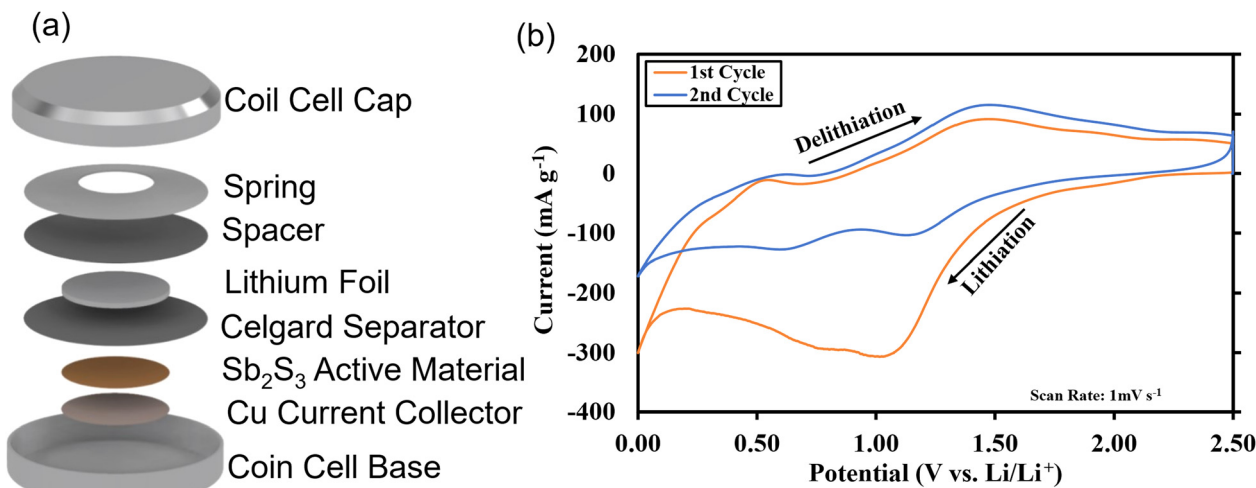 (a)
Coil Cell Cap
Spring
Spacer
Lithium Foil
Celgard Separator
Sb₂S₃ Active Material
Cu Current Collector
Coin Cell Base
(b)
200
100
0
-100
-200
-300
-400
Current (mA g⁻¹)
1st Cycle
2nd Cycle
Delithiation
Lithiation
Scan Rate: 1mV s⁻¹
0.00 0.50 1.00 1.50 2.00 2.50
Potential (V vs. Li/Li⁺)